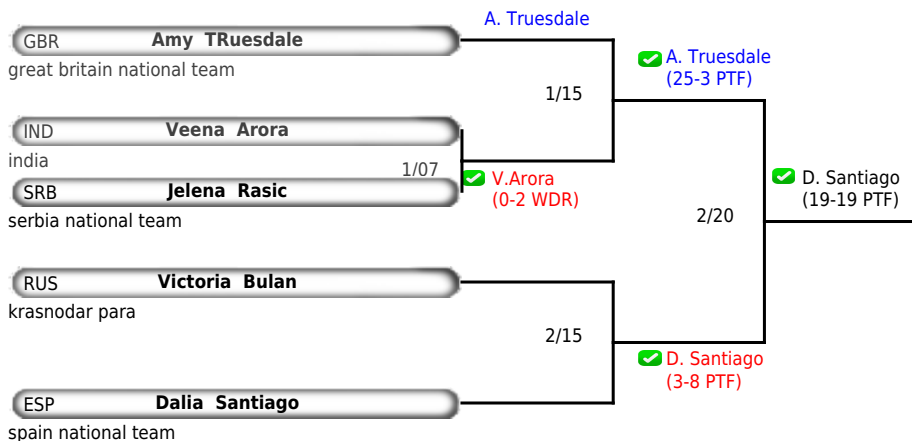 A. Truesdale
GBR Amy TRuesdale
great britain national team
A. Truesdale
(25-3 PTF)
1/15
IND Veena Arora
india
1/07
V.Arora
(0-2 WDR)
SRB Jelena Rasic
serbia national team
D. Santiago
(19-19 PTF)
2/20
RUS Victoria Bulan
krasnodar para
2/15
D. Santiago
(3-8 PTF)
ESP Dalia Santiago
spain national team